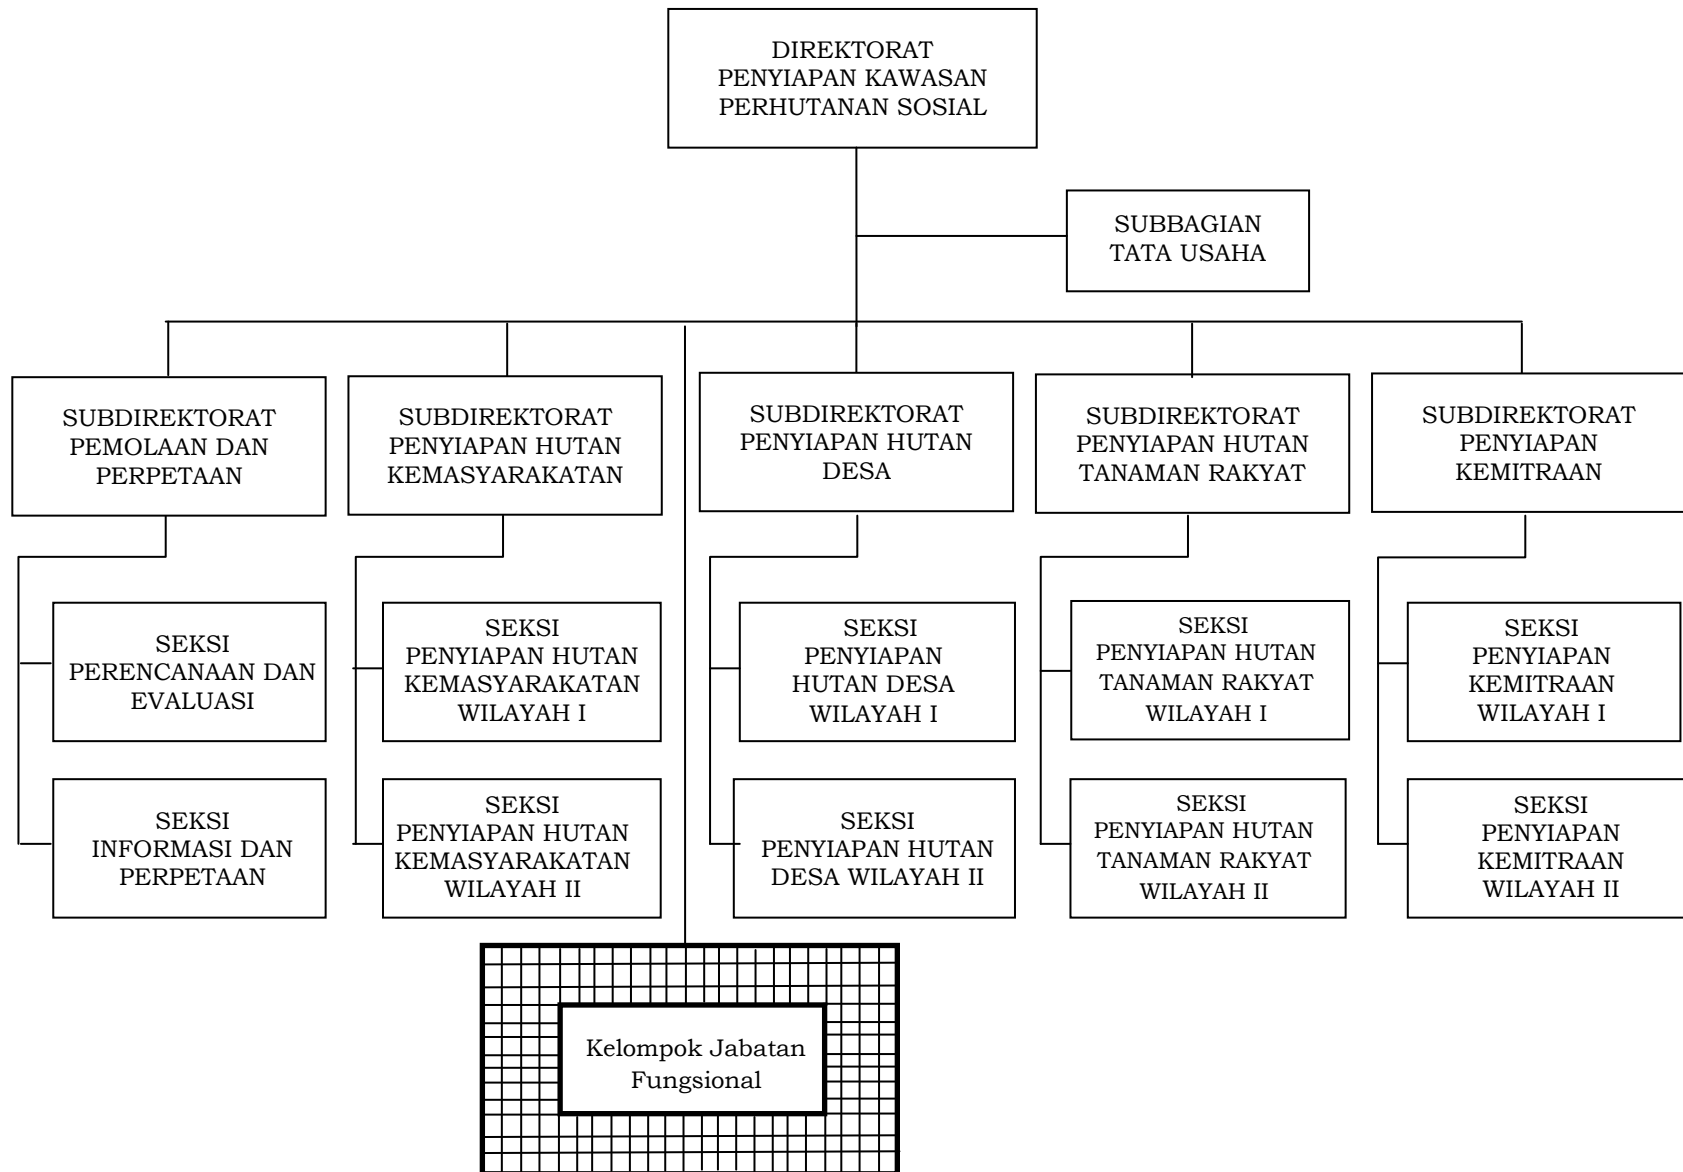 DIREKTORAT
PENYIAPAN KAWASAN
PERHUTANAN SOSIAL
SUBBAGIAN
TATA USAHA
SUBDIREKTORAT
PEMOLAAN DAN
PERPETAAN
SUBDIREKTORAT
PENYIAPAN HUTAN
KEMASYARAKATAN
SUBDIREKTORAT
PENYIAPAN HUTAN
DESA
SUBDIREKTORAT
PENYIAPAN HUTAN
TANAMAN RAKYAT
SUBDIREKTORAT
PENYIAPAN
KEMITRAAN
SEKSI
PERENCANAAN DAN
EVALUASI
SEKSI
PENYIAPAN HUTAN
KEMASYARAKATAN
WILAYAH I
SEKSI
PENYIAPAN
HUTAN DESA
WILAYAH I
SEKSI
PENYIAPAN HUTAN
TANAMAN RAKYAT
WILAYAH I
SEKSI
PENYIAPAN
KEMITRAAN
WILAYAH I
SEKSI
INFORMASI DAN
PERPETAAN
SEKSI
PENYIAPAN HUTAN
KEMASYARAKATAN
WILAYAH II
SEKSI
PENYIAPAN HUTAN
DESA WILAYAH II
SEKSI
PENYIAPAN HUTAN
TANAMAN RAKYAT
WILAYAH II
SEKSI
PENYIAPAN
KEMITRAAN
WILAYAH II
Kelompok Jabatan
Fungsional